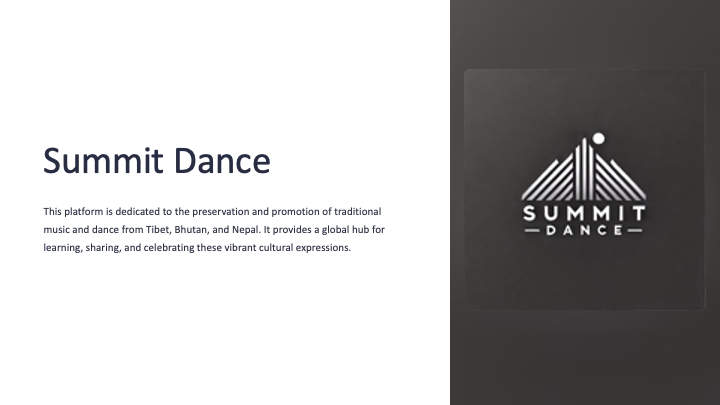 Summit Dance
This platform is dedicated to the preservation and promotion of traditional
music and dance from Tibet, Bhutan, and Nepal. It provides a global hub for
learning, sharing, and celebrating these vibrant cultural expressions.
SUMMIT
DANCE